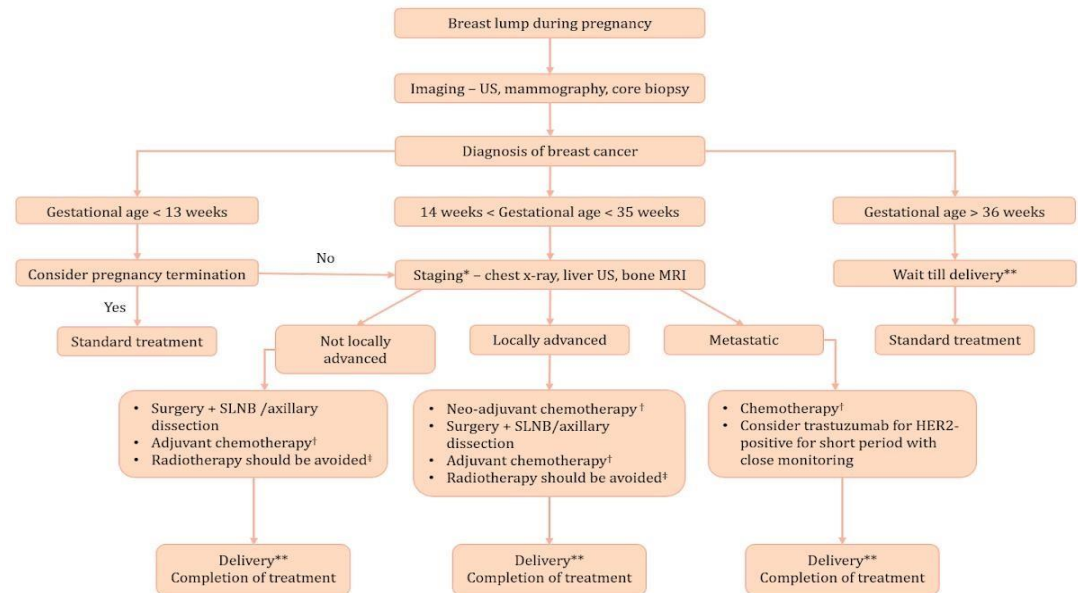 Breast lump during pregnancy
Imaging – US, mammography, core biopsy
Diagnosis of breast cancer
Gestational age < 13 weeks
14 weeks < Gestational age < 35 weeks
Gestational age > 36 weeks
Consider pregnancy termination
No
Staging* – chest x-ray, liver US, bone MRI
Wait till delivery**
Yes
Standard treatment
Not locally
advanced
Locally advanced
Metastatic
Standard treatment
• Surgery + SLNB /axillary
dissection
• Adjuvant chemotherapy†
• Radiotherapy should be avoided‡
• Neo-adjuvant chemotherapy†
• Surgery + SLNB/axillary
dissection
• Adjuvant chemotherapy†
• Radiotherapy should be avoided‡
• Chemotherapy†
• Consider trastuzumab for HER2-
positive for short period with
close monitoring
Delivery**
Completion of treatment
Delivery**
Completion of treatment
Delivery**
Completion of treatment